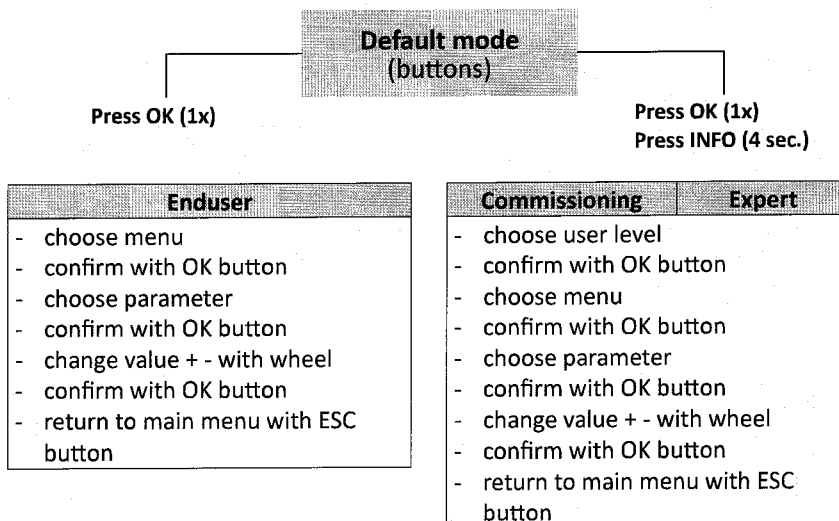 Default mode
(buttons)
Press OK (1x)
Press OK (1x)
Press INFO (4 sec.)
Enduser
- choose menu
- confirm with OK button
- choose parameter
- confirm with OK button
- change value + - with wheel
- confirm with OK button
- return to main menu with ESC
button
Commissioning
Expert
- choose user level
- confirm with OK button
- choose menu
- confirm with OK button
- choose parameter
- confirm with OK button
- change value + - with wheel
- confirm with OK button
- return to main menu with ESC
button